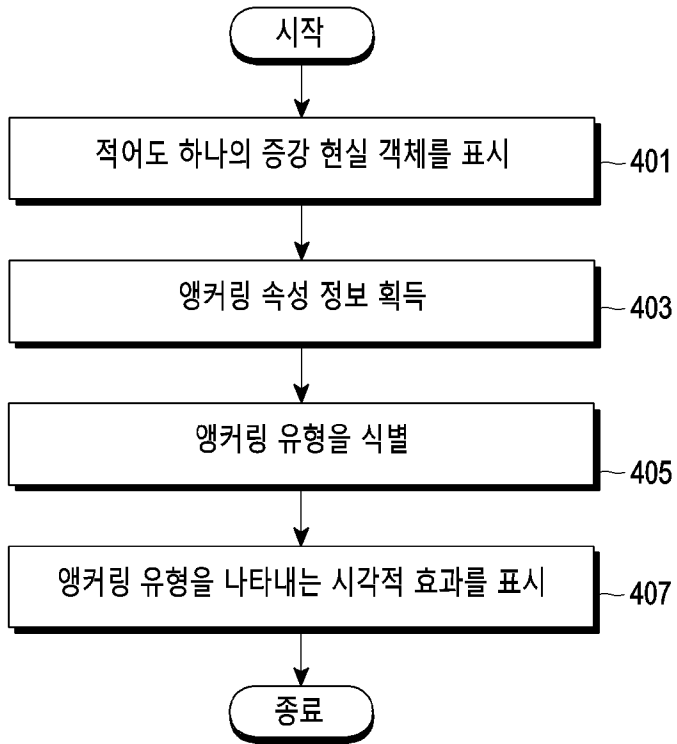 시작
적어도 하나의 증강 현실 객체를 표시
401
앵커링 속성 정보 획득
403
앵커링 유형을 식별
405
앵커링 유형을 나타내는 시각적 효과를 표시
407
종료